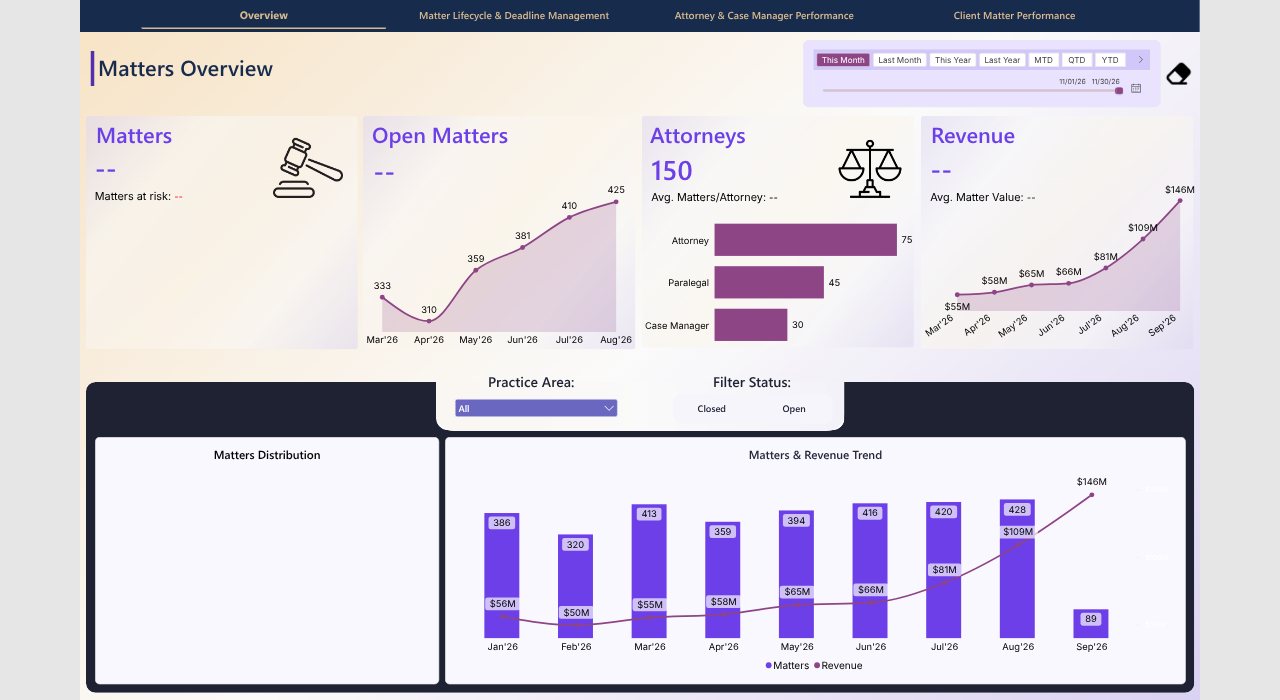 Overview
Matter Lifecycle & Deadline Management
Attorney & Case Manager Performance
Client Matter Performance
Matters Overview
This Month
Last Month
This Year
Last Year
MTD
QTD
YTD
11/01/26
11/30/26
Matters
--
Matters at risk: --
Open Matters
--
333
310
359
381
410
425
Mar'26
Apr'26
May'26
Jun'26
Jul'26
Aug'26
Attorneys
150
Avg. Matters/Attorney: --
Attorney
75
Paralegal
45
Case Manager
30
Revenue
--
Avg. Matter Value: --
$55M
$58M
$65M
$66M
$81M
$109M
$146M
Mar'26
Apr'26
May'26
Jun'26
Jul'26
Aug'26
Sep'26
Practice Area:
All
Filter Status:
Closed
Open
Matters Distribution
Matters & Revenue Trend
386
320
413
359
394
416
420
428
89
$56M
$50M
$55M
$58M
$65M
$66M
$81M
$109M
$146M
Jan'26
Feb'26
Mar'26
Apr'26
May'26
Jun'26
Jul'26
Aug'26
Sep'26
Matters
Revenue